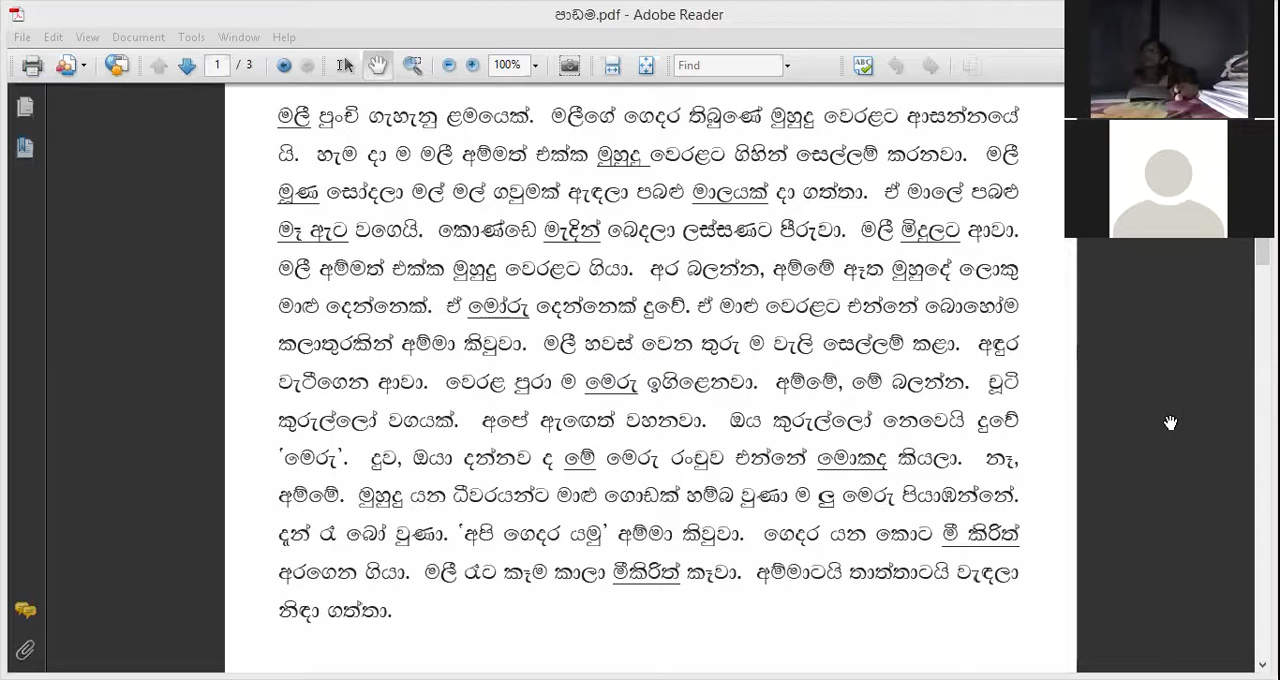 පාඩම.pdf - Adobe Reader
File Edit View Document Tools Window Help
1 / 3 100% Find
මලී පුංචි ගැහැනු ළමයෙක්. මලීගේ ගෙදර තිබුණේ මුහුදු වෙරළට ආසන්නයේ
යි. හැම දා ම මලී අම්මත් එක්ක මුහුදු වෙරළට ගිහින් සෙල්ලම් කරනවා. මලී
මූණ සෝදලා මල් මල් ගවුමක් ඇඳලා පබළු මාලයක් දා ගත්තා. ඒ මාලේ පබළු
මෑ ඇට වගෙයි. කොණ්ඩෙ මැදින් බෙදලා ලස්සණට පීරුවා. මලී මිදුලට ආවා.
මලී අම්මත් එක්ක මුහුදු වෙරළට ගියා. අර බලන්න, අම්මේ ඈත මුහුදේ ලොකු
මාළු දෙන්නෙක්. ඒ මෝරු දෙන්නෙක් දුවේ. ඒ මාළු වෙරළට එන්නේ බොහෝම
කලාතුරකින් අම්මා කිවුවා. මලී හවස් වෙන තුරු ම වැලි සෙල්ලම් කළා. අඳුර
වැටීගෙන ආවා. වෙරළ පුරා ම මෙරු ඉගිළෙනවා. අම්මේ, මේ බලන්න. චූටි
කුරුල්ලෝ වගයක්. අපේ ඇඟෙත් වහනවා. ඔය කුරුල්ලෝ නෙවෙයි දුවේ
‘මෙරු’. දුව, ඔයා දන්නව ද මේ මෙරු රංචුව එන්නේ මොකද කියලා. නෑ,
අම්මේ. මුහුදු යන ධීවරයන්ට මාළු ගොඩක් හම්බ වුණා ම ලු මෙරු පියාඹන්නේ.
දැන් රෑ බෝ වුණා. ‘අපි ගෙදර යමු’ අම්මා කිවුවා. ගෙදර යන කොට මී කිරිත්
අරගෙන ගියා. මලී රෑට කෑම කාලා මීකිරිත් කෑවා. අම්මාටයි තාත්තාටයි වැඳලා
නිඳා ගත්තා.